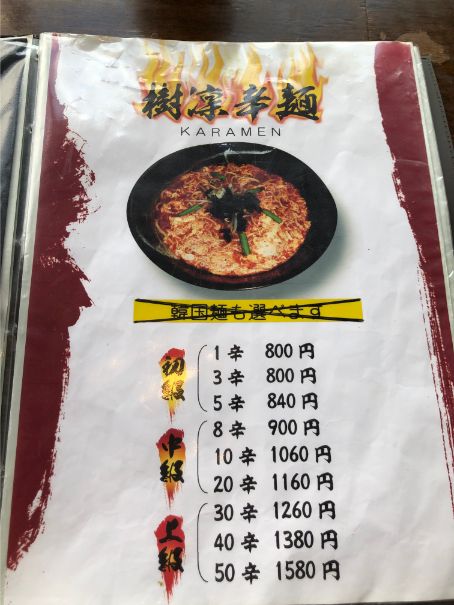 樹凛辛麺
KARAMEN
韓国麺も選べます
初級
1辛 800円
3辛 800円
5辛 840円
中級
8辛 900円
10辛 1060円
20辛 1160円
上級
30辛 1260円
40辛 1380円
50辛 1580円